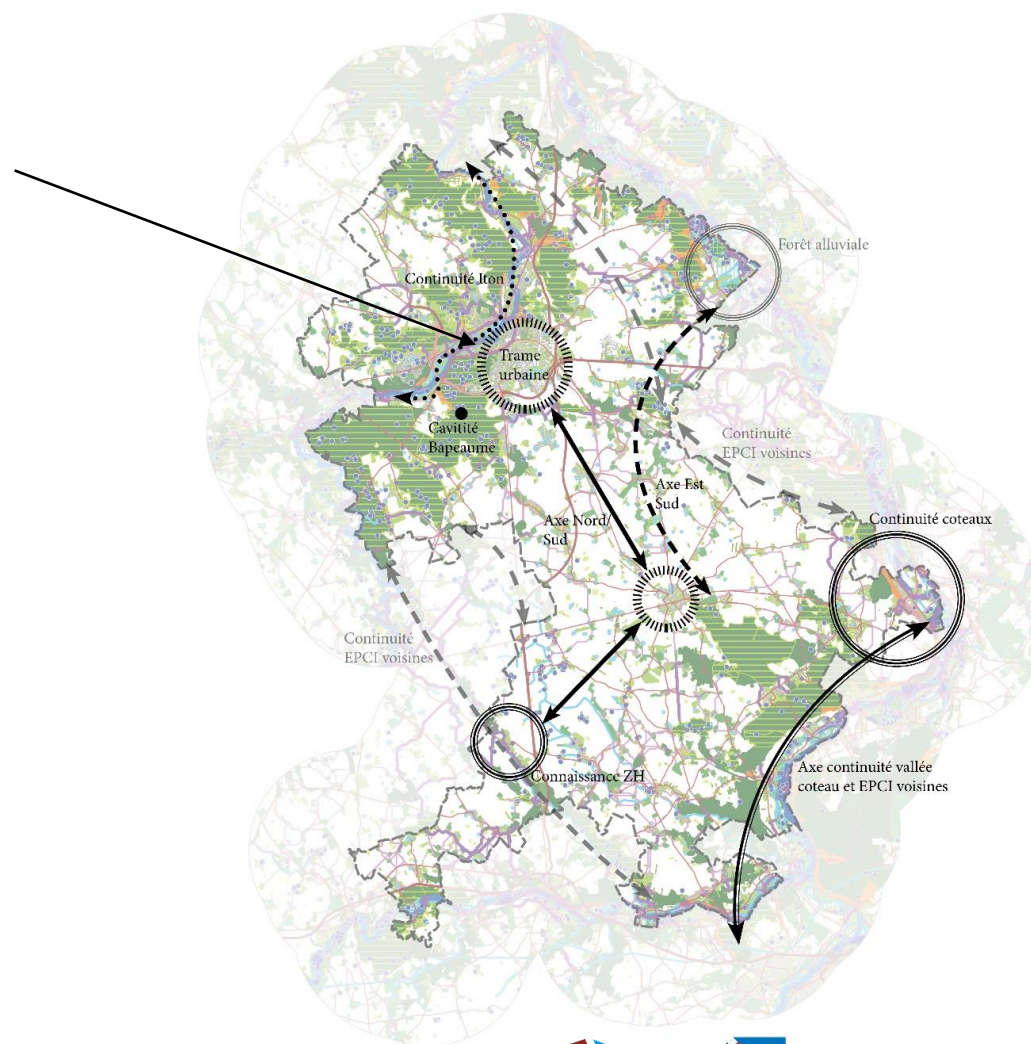 Forêt alluviale
Continuité Iton
Trame
urbaine
Cavitité
Bapeaume
Continuité
EPCI voisines
Axe Est
Sud
Axe Nord/
Sud
Continuité coteaux
Continuité
EPCI voisines
Connaissance ZH
Axe continuité vallée
coteau et EPCI voisines